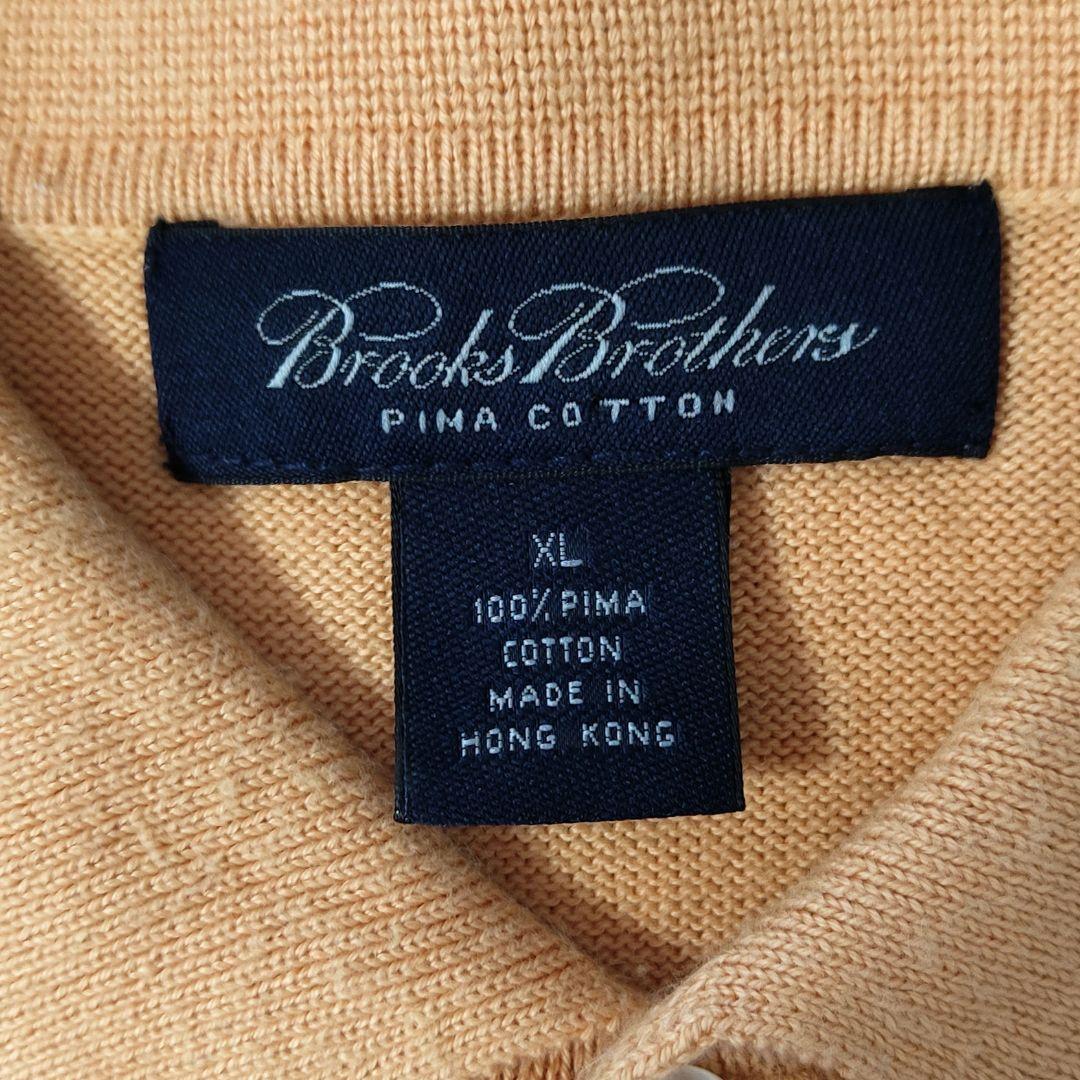 Brooks Brothers
PIMA COTTON
XL
100% PIMA
COTTON
MADE IN
HONG KONG